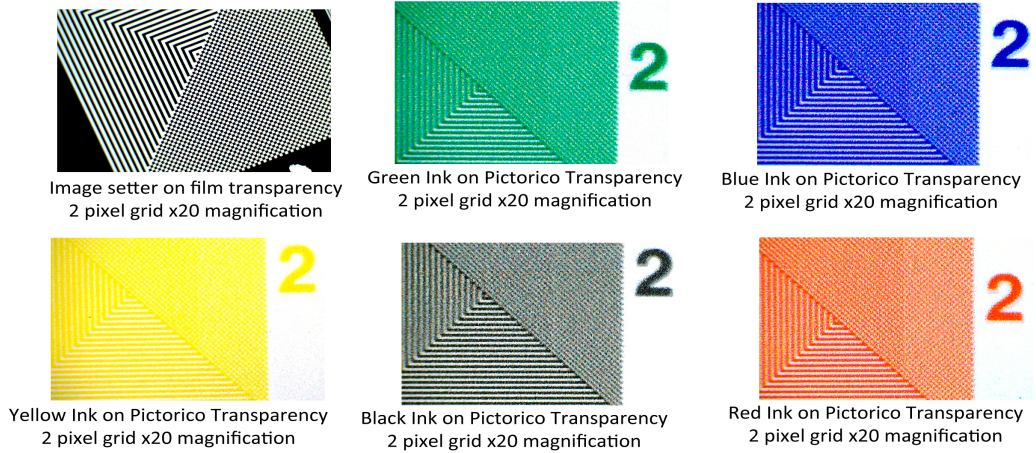 2
2
Image setter on film transparency
2 pixel grid x20 magnification
Green Ink on Pictorico Transparency
2 pixel grid x20 magnification
Blue Ink on Pictorico Transparency
2 pixel grid x20 magnification
2
2
2
Yellow Ink on Pictorico Transparency
2 pixel grid x20 magnification
Black Ink on Pictorico Transparency
2 pixel grid x20 magnification
Red Ink on Pictorico Transparency
2 pixel grid x20 magnification